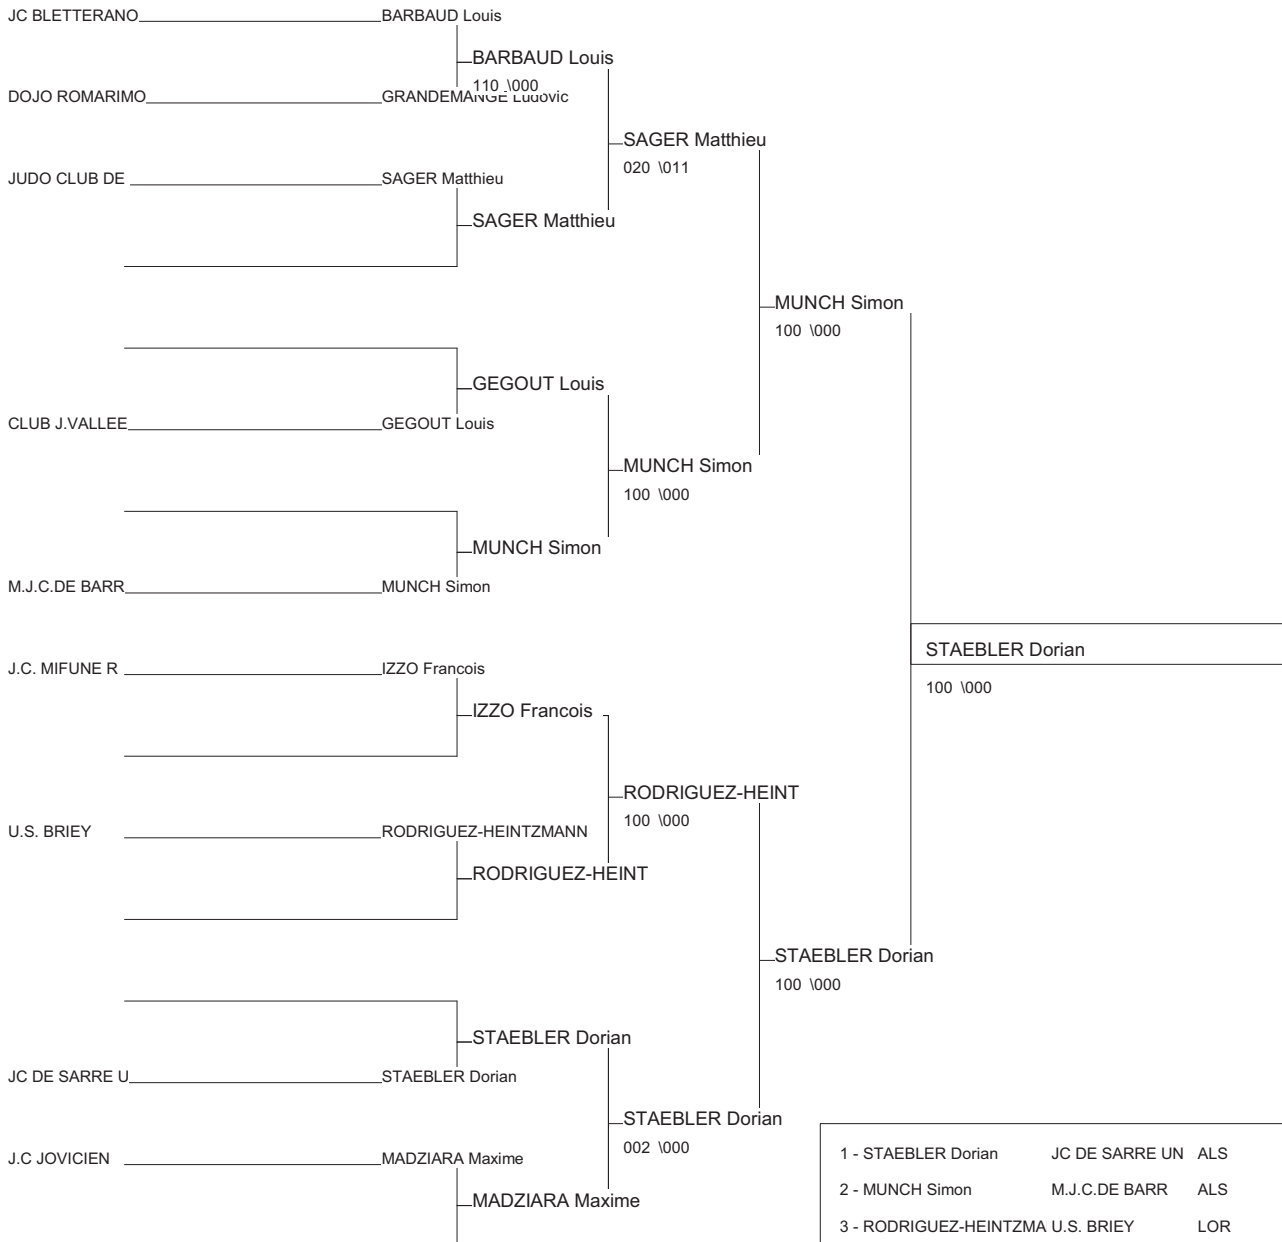 JC BLETTERANO BARBAUD Louis
BARBAUD Louis
110 \000
DOJO ROMARIMO GRANDEMANGE Ludovic
SAGER Matthieu
020 \011
JUDO CLUB DE SAGER Matthieu
SAGER Matthieu
MUNCH Simon
100 \000
GEGOUT Louis
CLUB J.VALLEE GEGOUT Louis
MUNCH Simon
100 \000
MUNCH Simon
M.J.C.DE BARR MUNCH Simon
STAEBLER Dorian
100 \000
J.C. MIFUNE R IZZO Francois
IZZO Francois
RODRIGUEZ-HEINT
100 \000
U.S. BRIEY RODRIGUEZ-HEINTZMANN
RODRIGUEZ-HEINT
STAEBLER Dorian
100 \000
STAEBLER Dorian
JC DE SARRE U STAEBLER Dorian
STAEBLER Dorian
002 \000
J.C JOVICIEN MADZIARA Maxime
MADZIARA Maxime
1 - STAEBLER Dorian JC DE SARRE UN ALS
2 - MUNCH Simon M.J.C.DE BARR ALS
3 - RODRIGUEZ-HEINTZMA U.S. BRIEY LOR